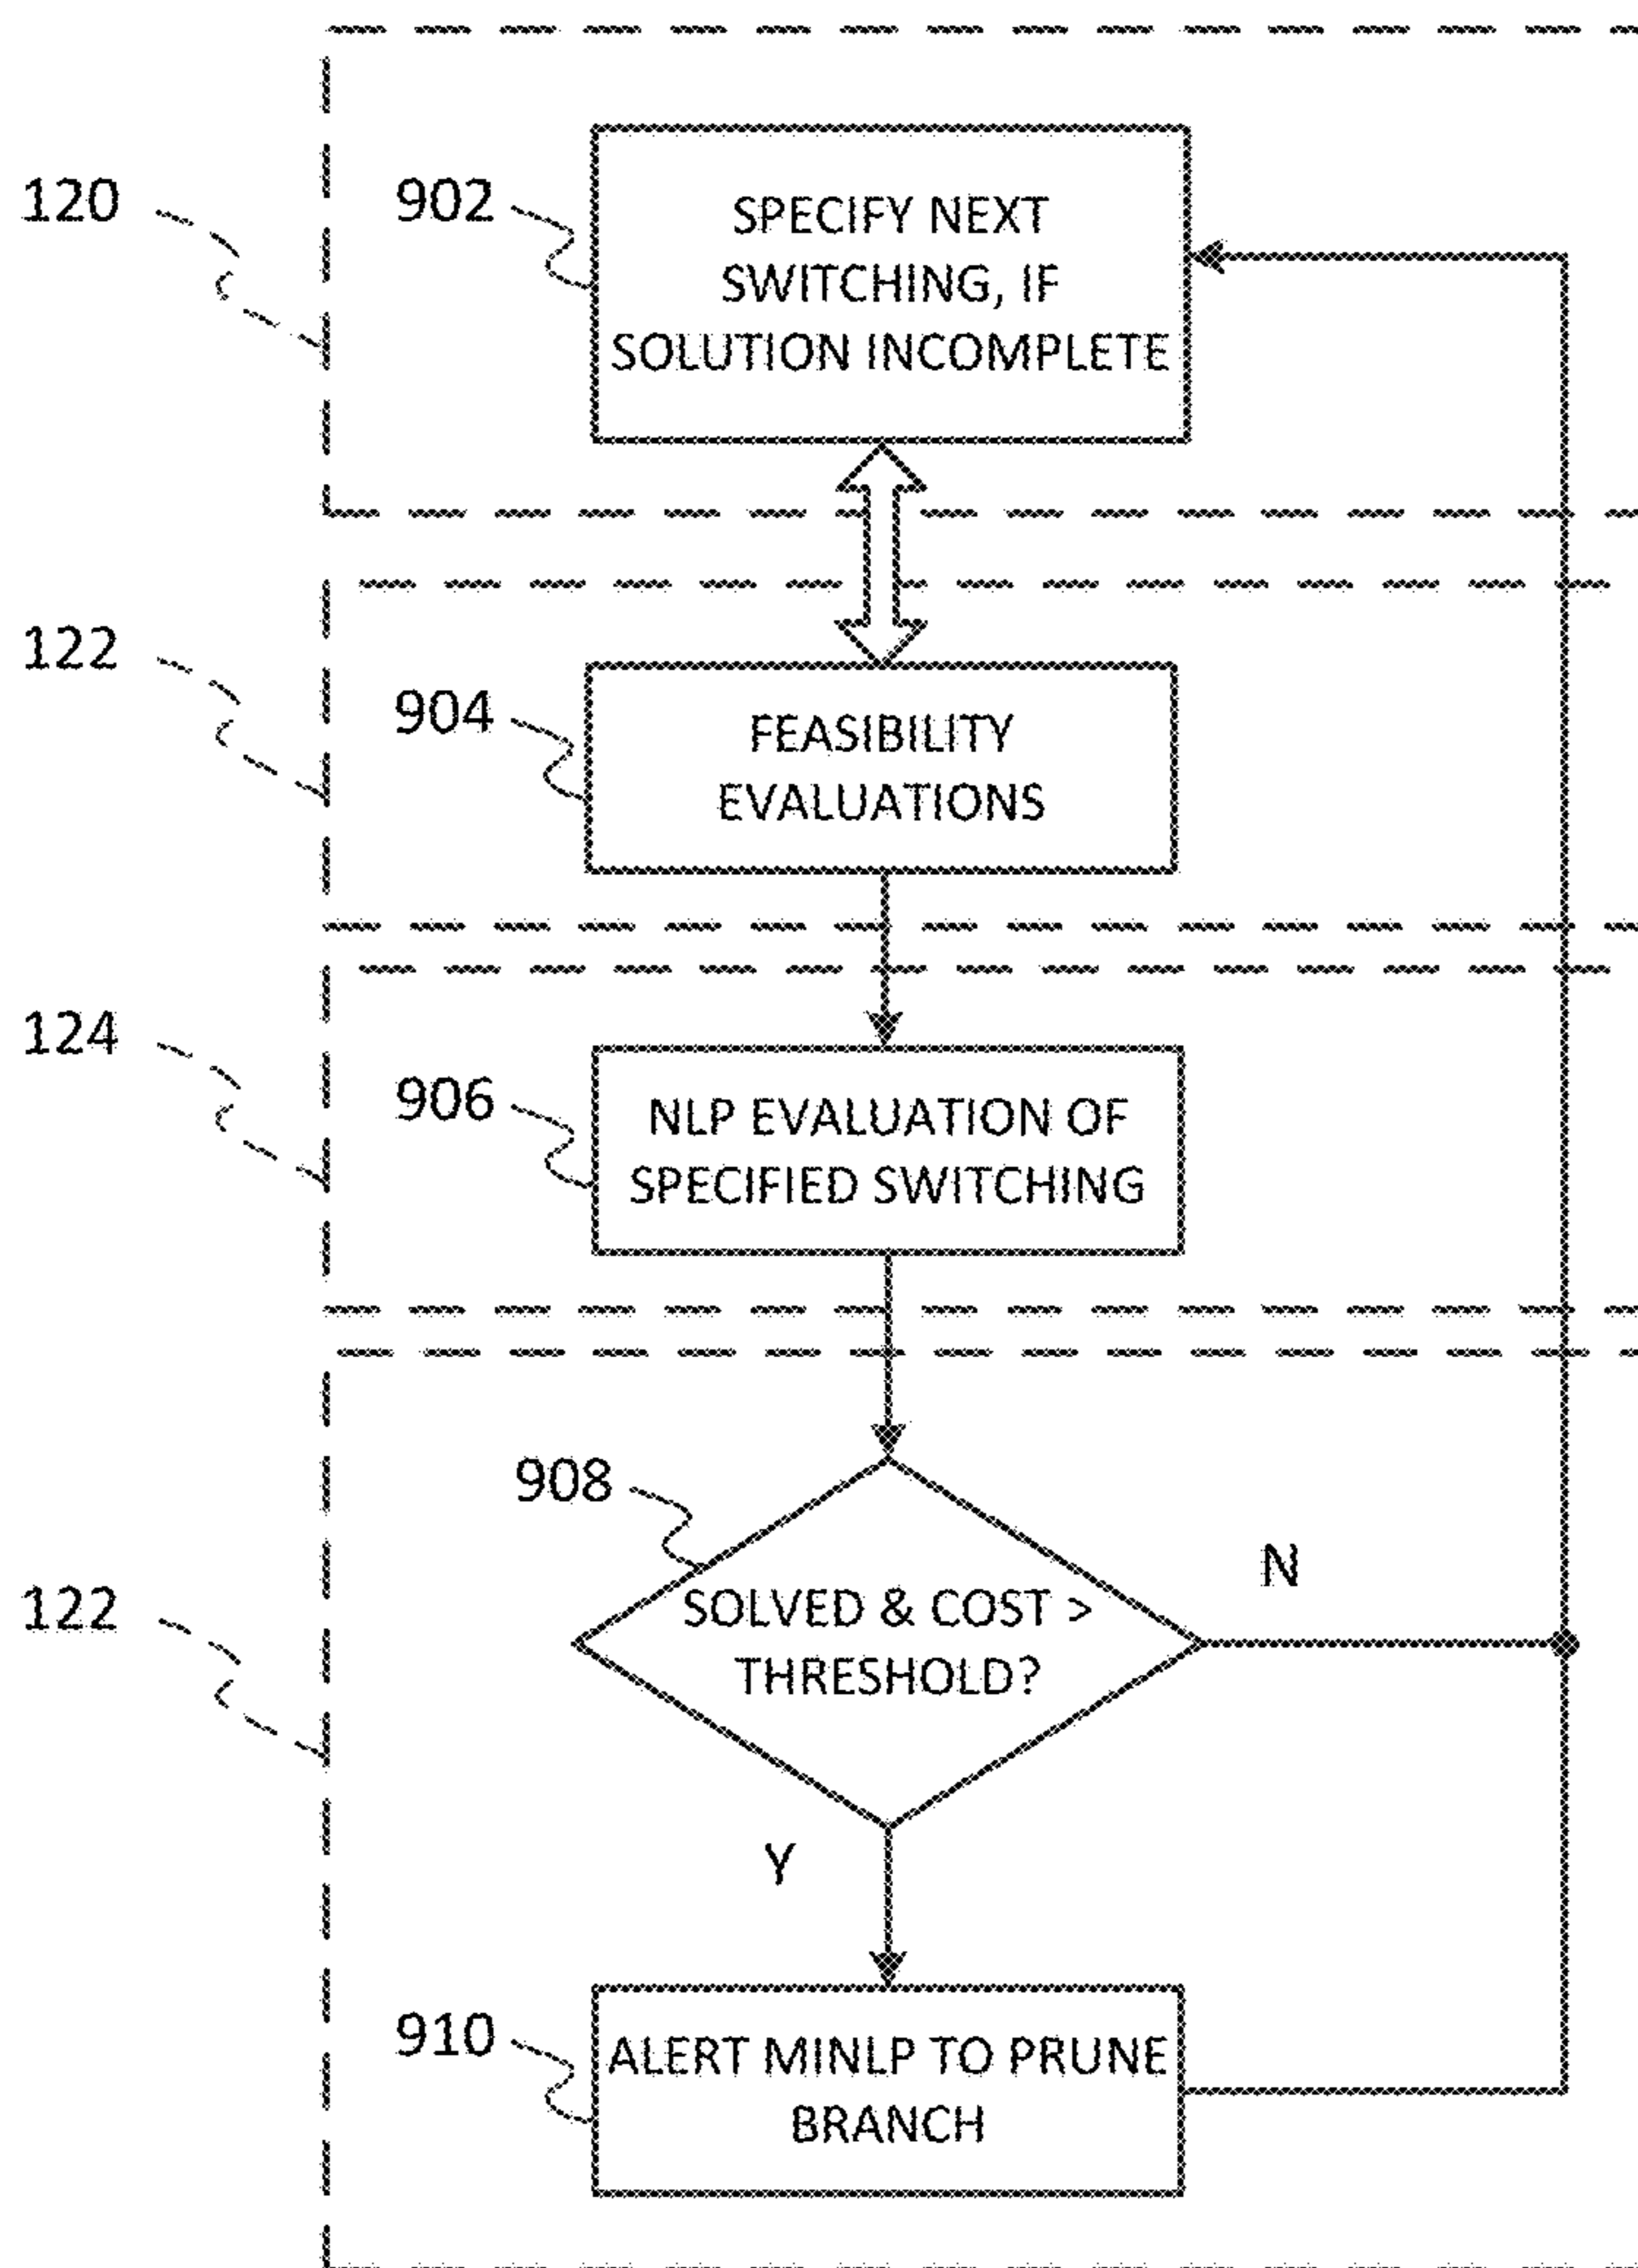 120
902
SPECIFY NEXT
SWITCHING, IF
SOLUTION INCOMPLETE
122
904
FEASIBILITY
EVALUATIONS
124
906
NLP EVALUATION OF
SPECIFIED SWITCHING
908
SOLVED & COST >
THRESHOLD?
N
122
Y
910
ALERT MINLP TO PRUNE
BRANCH